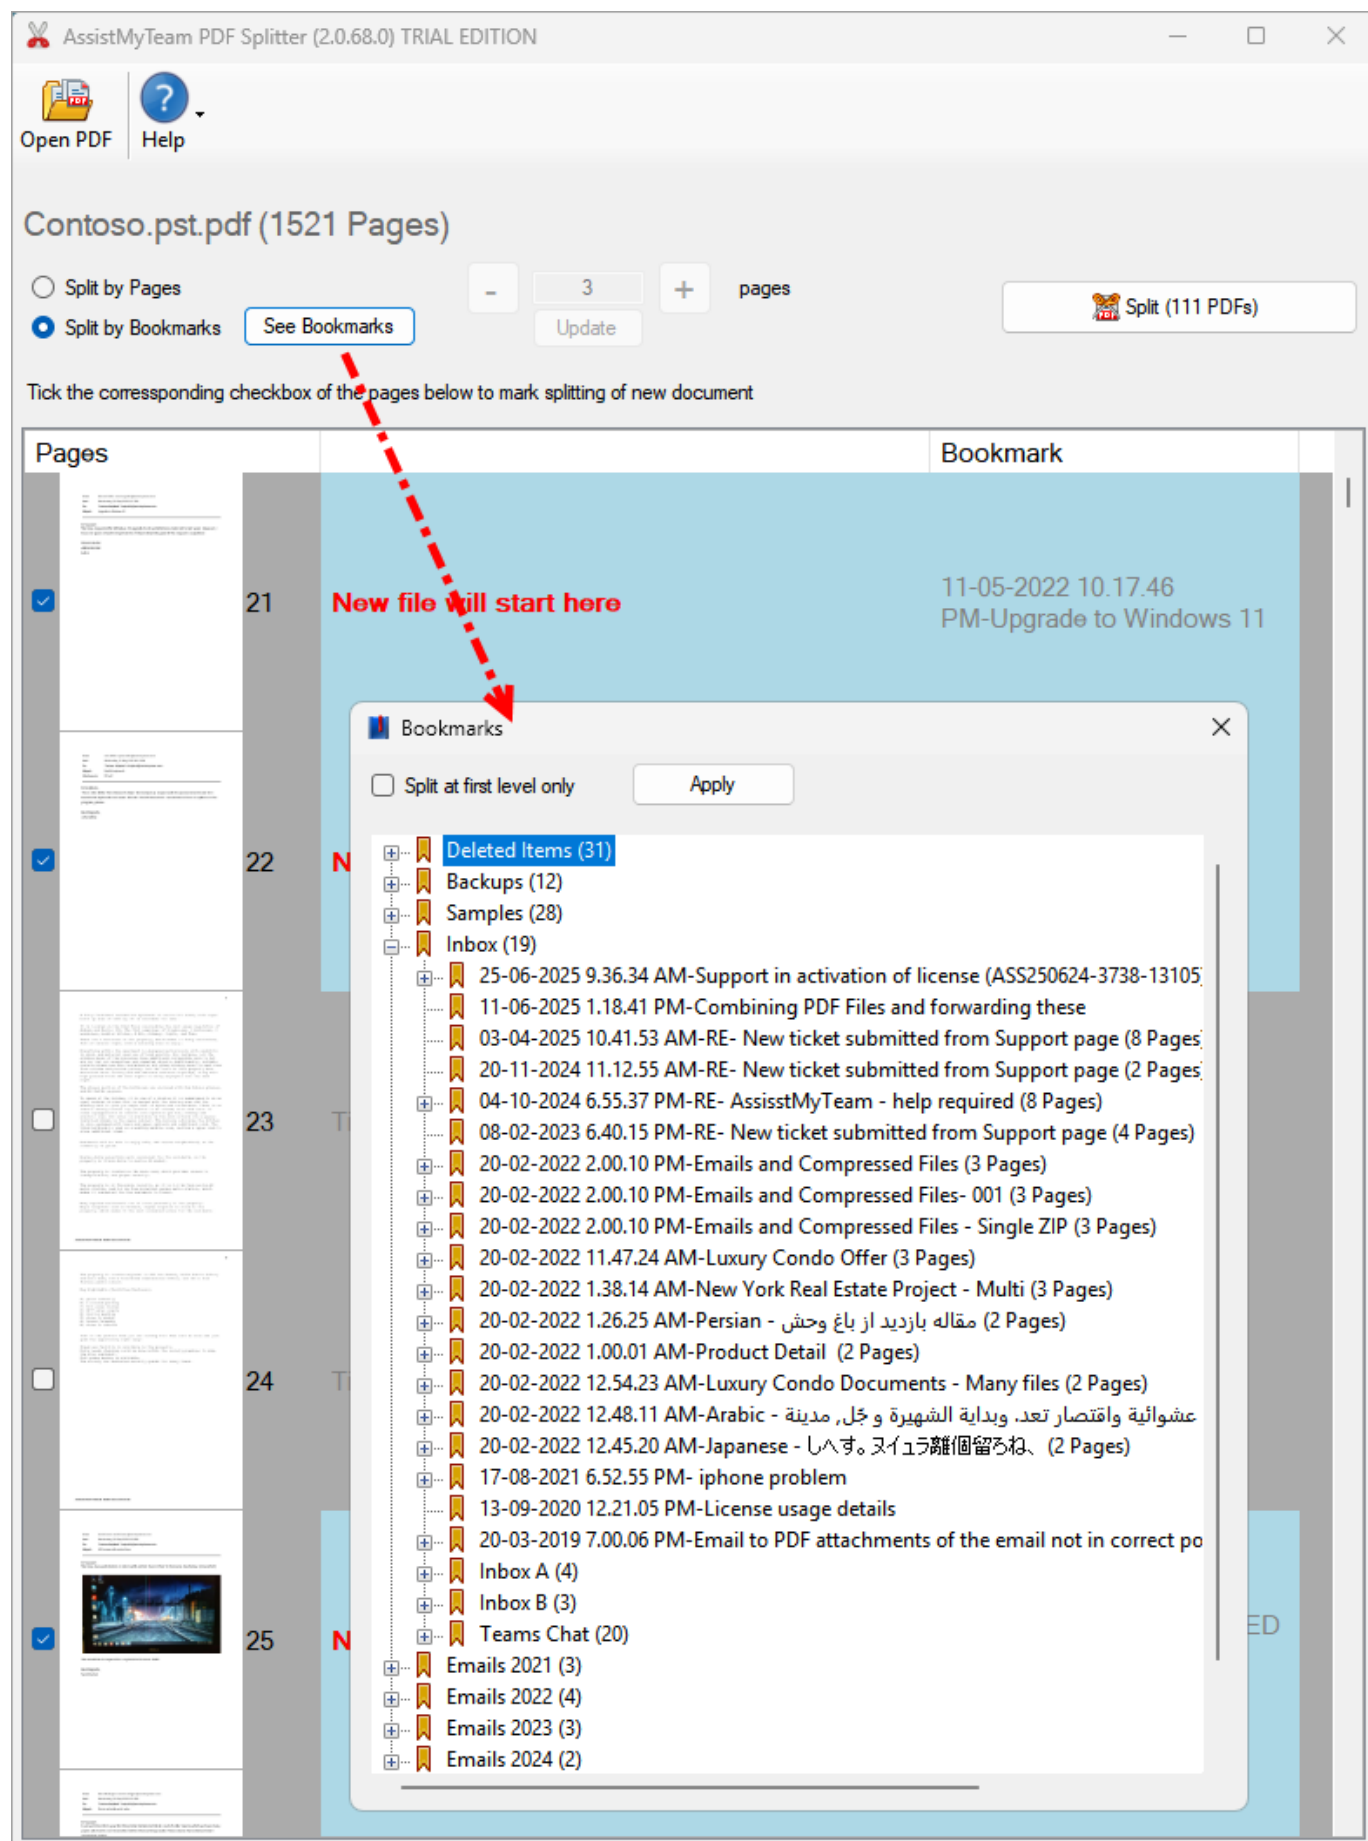 AssistMyTeam PDF Splitter (2.0.68.0) TRIAL EDITION
Open PDF
Help
Contoso.pst.pdf (1521 Pages)
Split by Pages
- 3 + pages
Split by Bookmarks
See Bookmarks
Update
Split (111 PDFs)
Tick the corressponding checkbox of the pages below to mark splitting of new document
Pages
Bookmark
21
New file will start here
11-05-2022 10.17.46
PM-Upgrade to Windows 11
Bookmarks
Split at first level only
Apply
22
N
23
Ti
24
Ti
25
N
ED
Deleted Items (31)
Backups (12)
Samples (28)
Inbox (19)
25-06-2025 9.36.34 AM-Support in activation of license (ASS250624-3738-13105)
11-06-2025 1.18.41 PM-Combining PDF Files and forwarding these
03-04-2025 10.41.53 AM-RE- New ticket submitted from Support page (8 Pages
20-11-2024 11.12.55 AM-RE- New ticket submitted from Support page (2 Pages
04-10-2024 6.55.37 PM-RE- AssisstMyTeam - help required (8 Pages)
08-02-2023 6.40.15 PM-RE- New ticket submitted from Support page (4 Pages)
20-02-2022 2.00.10 PM-Emails and Compressed Files (3 Pages)
20-02-2022 2.00.10 PM-Emails and Compressed Files- 001 (3 Pages)
20-02-2022 2.00.10 PM-Emails and Compressed Files - Single ZIP (3 Pages)
20-02-2022 11.47.24 AM-Luxury Condo Offer (3 Pages)
20-02-2022 1.38.14 AM-New York Real Estate Project - Multi (3 Pages)
20-02-2022 1.26.25 AM-Persian - مقاله بازدید از باغ وحش (2 Pages)
20-02-2022 1.00.01 AM-Product Detail (2 Pages)
20-02-2022 12.54.23 AM-Luxury Condo Documents - Many files (2 Pages)
20-02-2022 12.48.11 AM-Arabic - عشوائية واقتصار تعد. وبداية الشهيرة و جُل, مدينة
20-02-2022 12.45.20 AM-Japanese - しへす。ヌイュラ離個留ろね、 (2 Pages)
17-08-2021 6.52.55 PM- iphone problem
13-09-2020 12.21.05 PM-License usage details
20-03-2019 7.00.06 PM-Email to PDF attachments of the email not in correct po
Inbox A (4)
Inbox B (3)
Teams Chat (20)
Emails 2021 (3)
Emails 2022 (4)
Emails 2023 (3)
Emails 2024 (2)